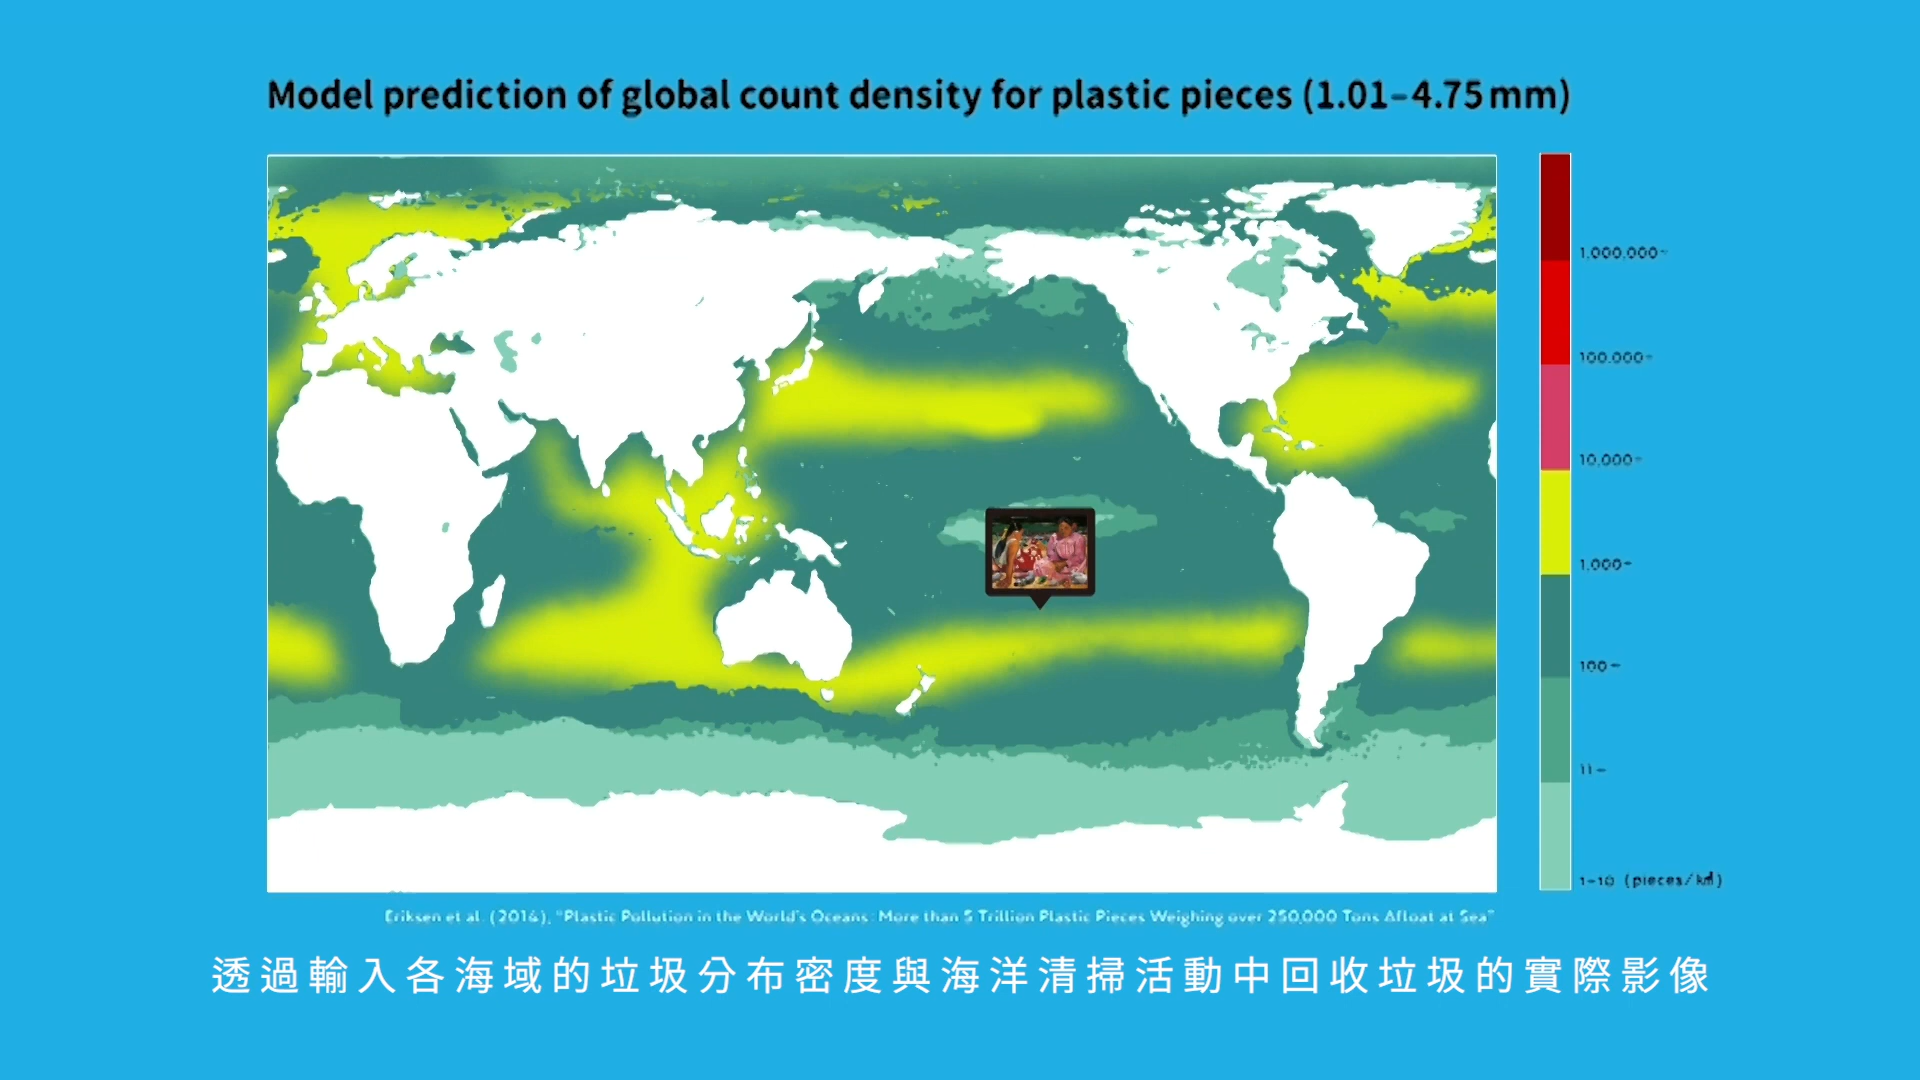 Model prediction of global count density for plastic pieces (1.01–4.75mm)
1,000,000~
100,000~
10,000~
1,000~
100~
11~
1-10 (pieces/k㎡)
Eriksen et al. (2014), "Plastic Pollution in the World's Oceans: More than 5 Trillion Plastic Pieces Weighing over 250,000 Tons Afloat at Sea"
透過輸入各海域的垃圾分布密度與海洋清掃活動中回收垃圾的實際影像